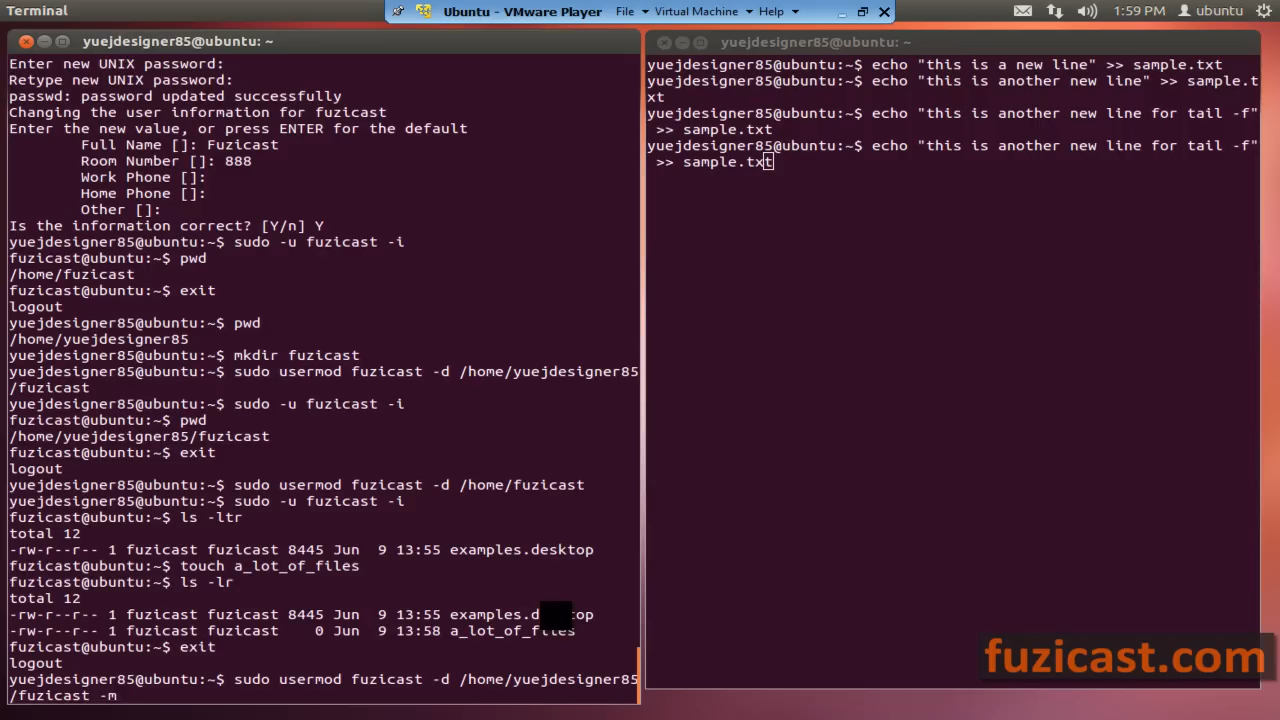 Terminal
Ubuntu - VMware Player File Virtual Machine Help
1:59 PM ubuntu
yuejdesigner85@ubuntu: ~
Enter new UNIX password:
Retype new UNIX password:
passwd: password updated successfully
Changing the user information for fuzicast
Enter the new value, or press ENTER for the default
Full Name []: Fuzicast
Room Number []: 888
Work Phone []:
Home Phone []:
Other []:
Is the information correct? [Y/n] Y
yuejdesigner85@ubuntu:~$ sudo -u fuzicast -i
fuzicast@ubuntu:~$ pwd
/home/fuzicast
fuzicast@ubuntu:~$ exit
logout
yuejdesigner85@ubuntu:~$ pwd
/home/yuejdesigner85
yuejdesigner85@ubuntu:~$ mkdir fuzicast
yuejdesigner85@ubuntu:~$ sudo usermod fuzicast -d /home/yuejdesigner85
/fuzicast
yuejdesigner85@ubuntu:~$ sudo -u fuzicast -i
fuzicast@ubuntu:~$ pwd
/home/yuejdesigner85/fuzicast
fuzicast@ubuntu:~$ exit
logout
yuejdesigner85@ubuntu:~$ sudo usermod fuzicast -d /home/fuzicast
yuejdesigner85@ubuntu:~$ sudo -u fuzicast -i
fuzicast@ubuntu:~$ ls -ltr
total 12
-rw-r--r-- 1 fuzicast fuzicast 8445 Jun  9 13:55 examples.desktop
fuzicast@ubuntu:~$ touch a_lot_of_files
fuzicast@ubuntu:~$ ls -lr
total 12
-rw-r--r-- 1 fuzicast fuzicast 8445 Jun  9 13:55
-rw-r--r-- 1 fuzicast fuzicast    0 Jun  9 13:58 a_lot_of_files
fuzicast@ubuntu:~$ exit
logout
yuejdesigner85@ubuntu:~$ sudo usermod fuzicast -d /home/yuejdesigner85
/fuzicast -m
yuejdesigner85@ubuntu: ~
yuejdesigner85@ubuntu:~$ echo "this is a new line" >> sample.txt
yuejdesigner85@ubuntu:~$ echo "this is another new line" >> sample.t
xt
yuejdesigner85@ubuntu:~$ echo "this is another new line for tail -f"
>> sample.txt
yuejdesigner85@ubuntu:~$ echo "this is another new line for tail -f"
>> sample.txt
fuzicast.com